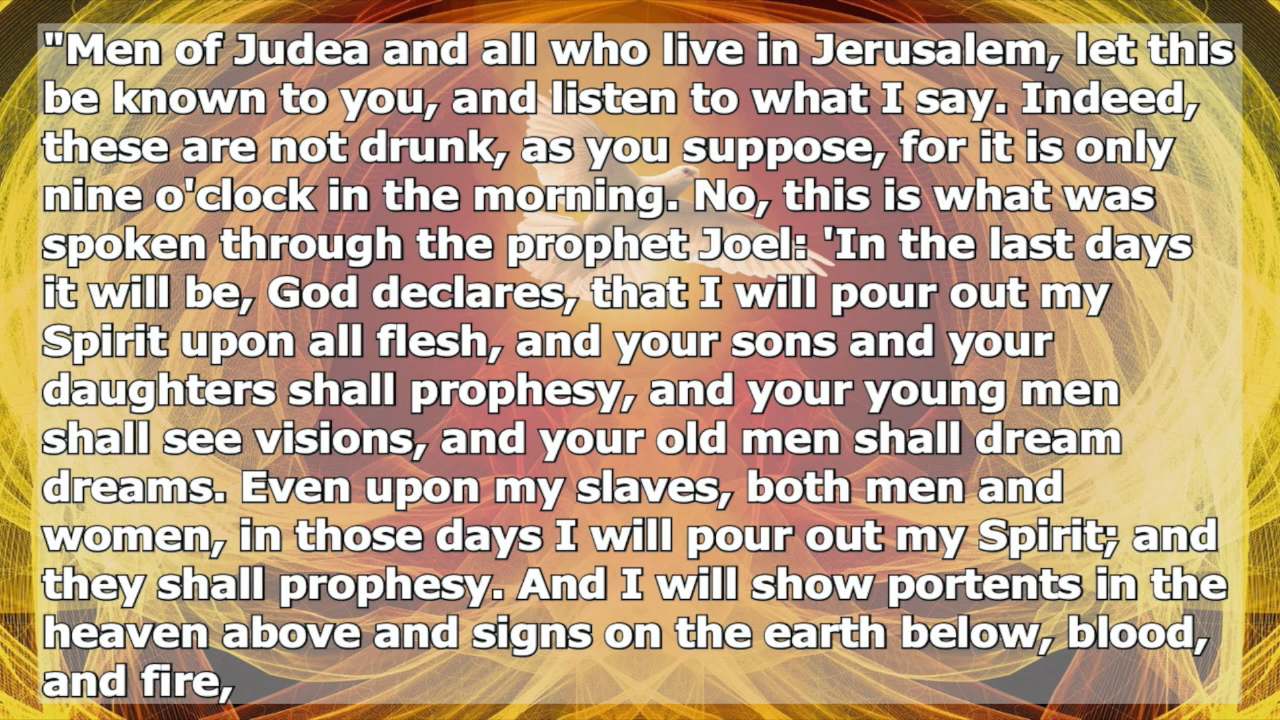 "Men of Judea and all who live in Jerusalem, let this
be known to you, and listen to what I say. Indeed,
these are not drunk, as you suppose, for it is only
nine o'clock in the morning. No, this is what was
spoken through the prophet Joel: 'In the last days
it will be, God declares, that I will pour out my
Spirit upon all flesh, and your sons and your
daughters shall prophesy, and your young men
shall see visions, and your old men shall dream
dreams. Even upon my slaves, both men and
women, in those days I will pour out my Spirit; and
they shall prophesy. And I will show portents in the
heaven above and signs on the earth below, blood,
and fire,